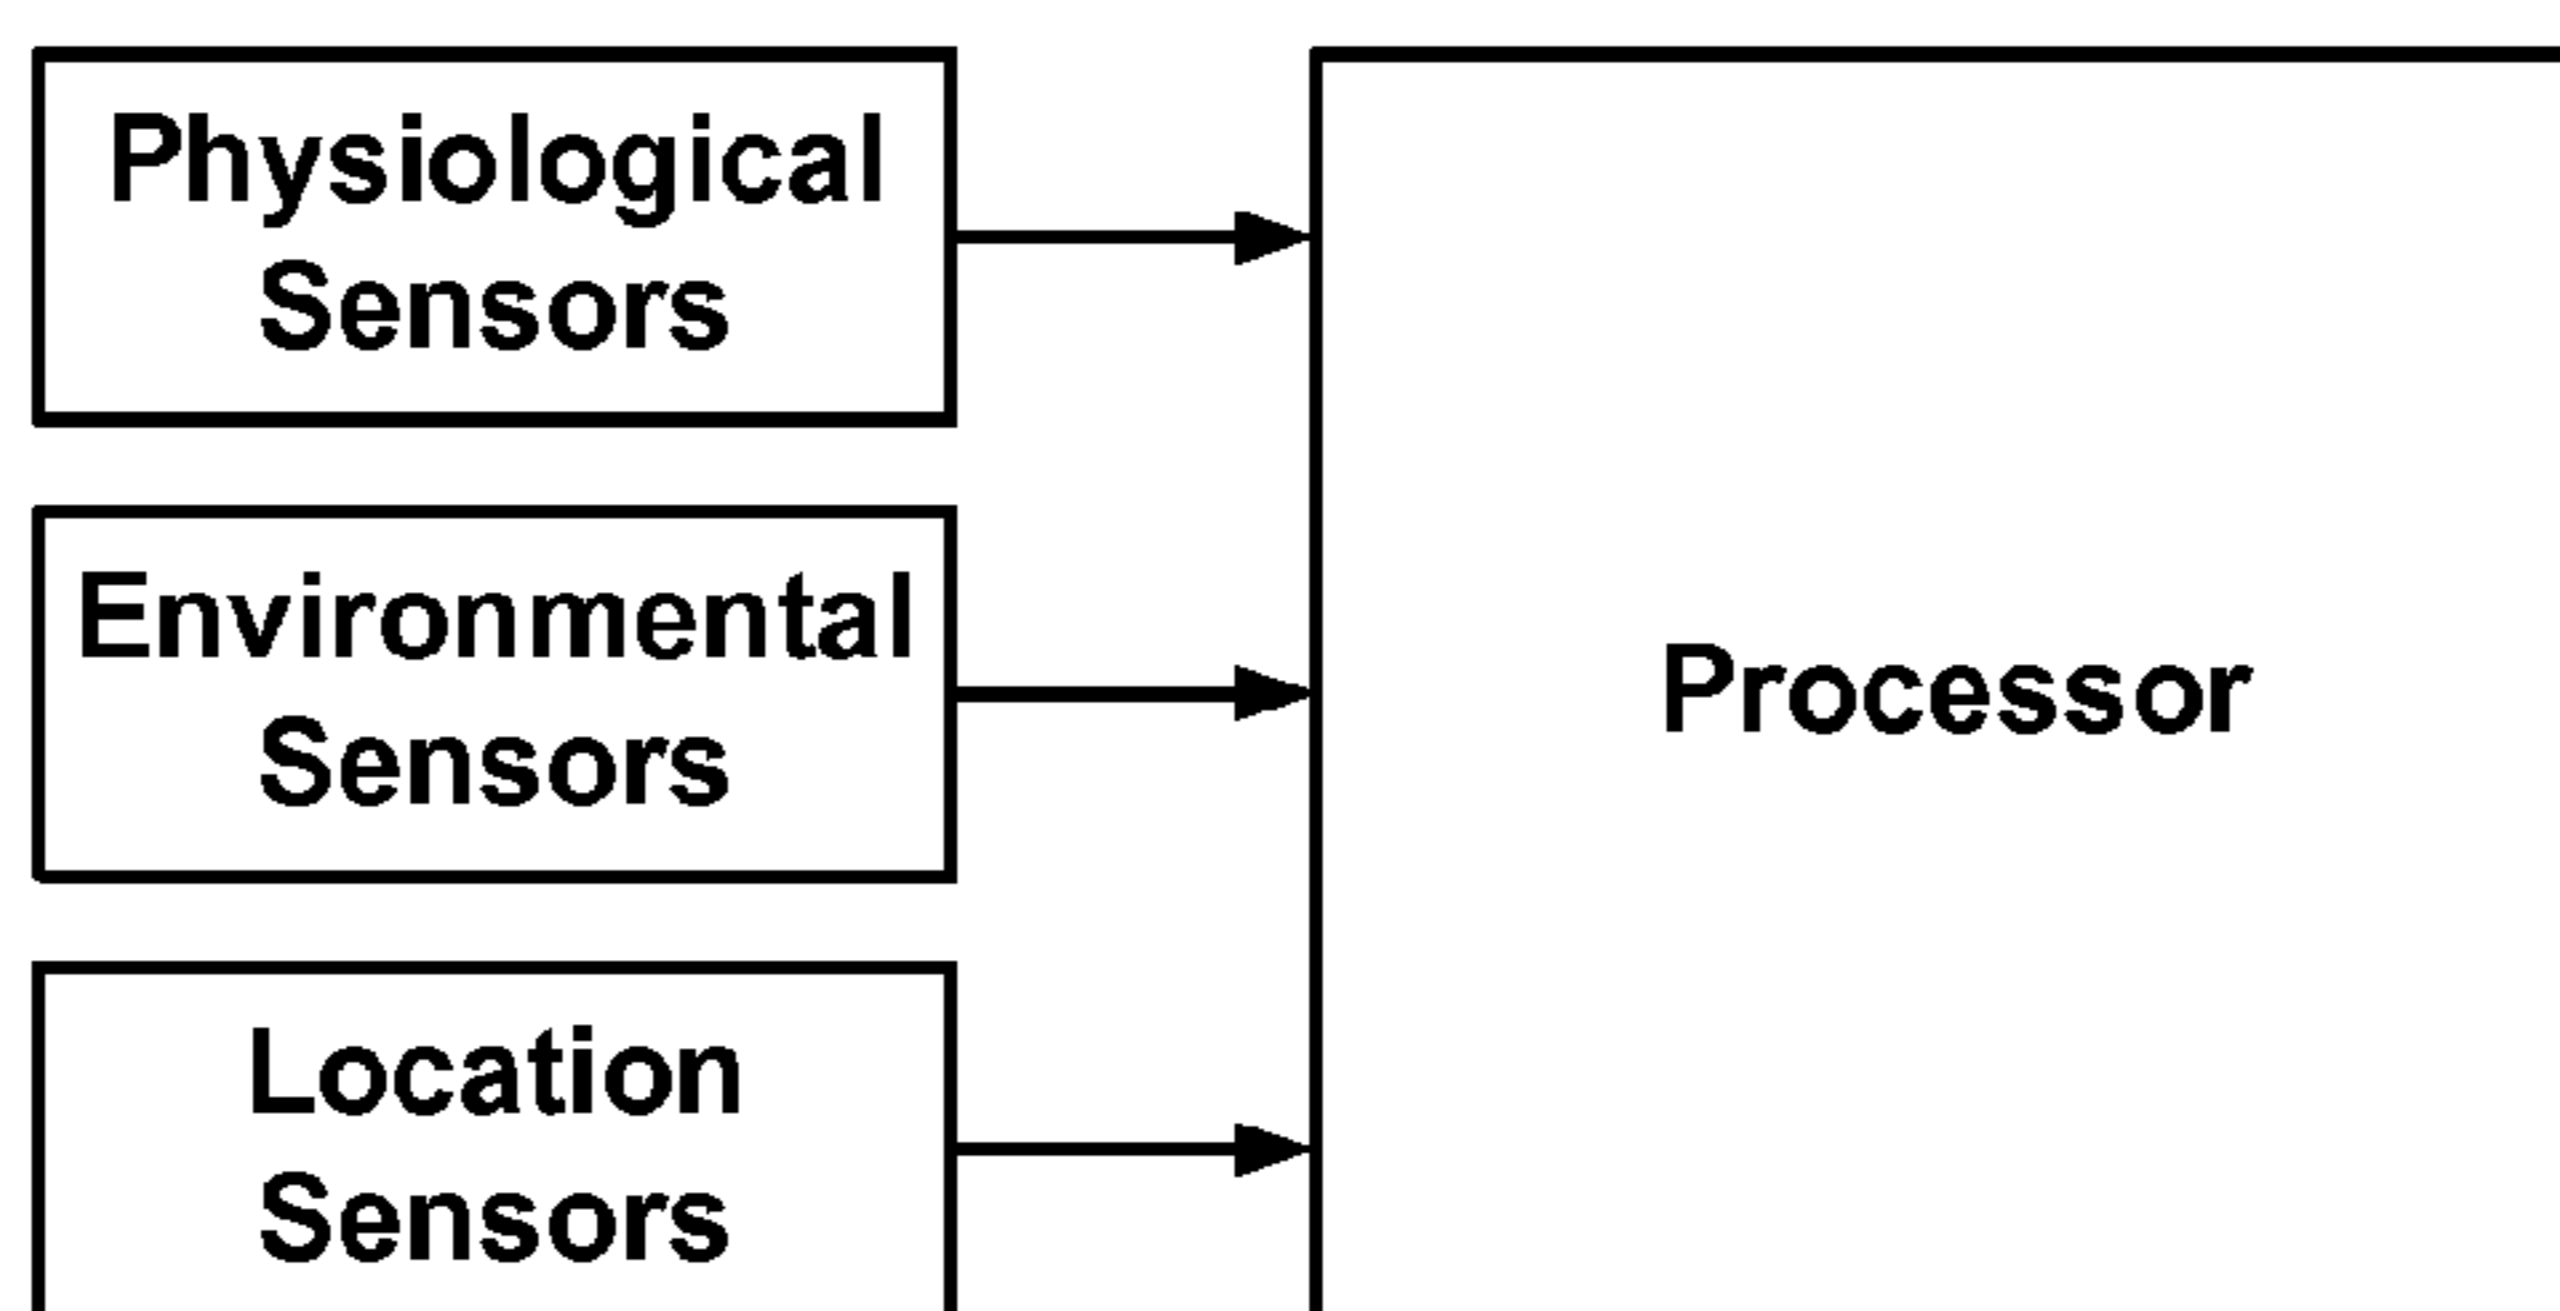 Physiological
Sensors
Environmental
Sensors
Processor
Location
Sensors